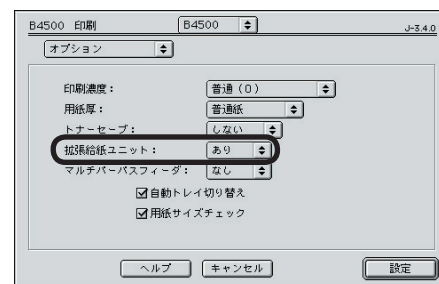 B4500 印刷 B4500 J-3.4.0
オプション
印刷濃度： 普通（0）
用紙厚： 普通紙
トナーセーブ： しない
拡張給紙ユニット： あり
マルチパーパスフィーダ： なし
自動トレイ切り替え
用紙サイズチェック
ヘルプ キャンセル 設定